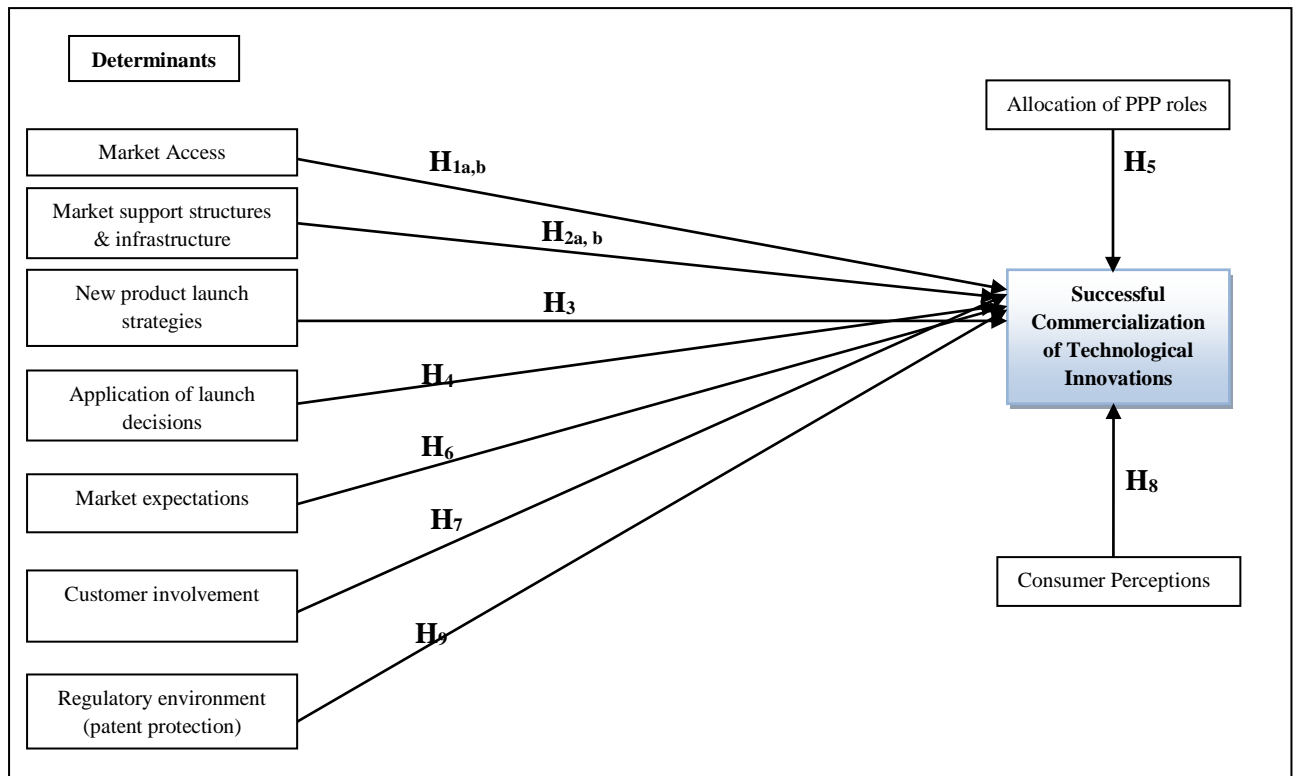 Determinants
Market Access
Market support structures
& infrastructure
New product launch
strategies
Application of launch
decisions
Market expectations
Customer involvement
Regulatory environment
(patent protection)
H1a,b
H2a, b
H3
H4
H6
H7
H9
Allocation of PPP roles
H5
Successful
Commercialization
of Technological
Innovations
H8
Consumer Perceptions